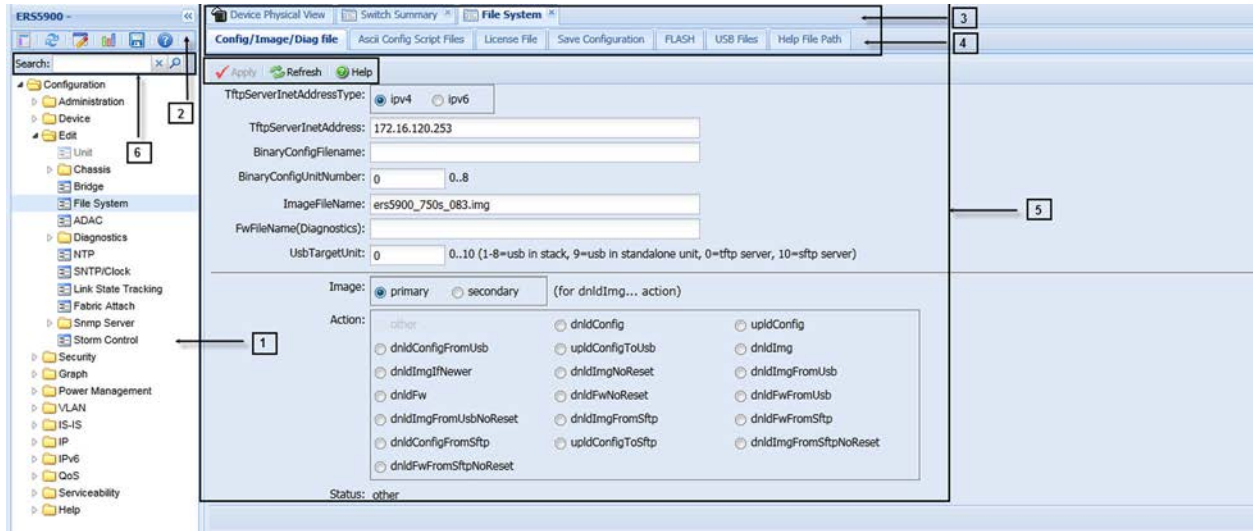 ERS5900 -
Search:
Configuration
Administration
Device
Edit
Unit
Chassis
Bridge
File System
ADAC
Diagnostics
NTP
SNTP/Clock
Link State Tracking
Fabric Attach
Snmp Server
Storm Control
Security
Graph
Power Management
VLAN
IS-IS
IP
IPv6
QoS
Serviceability
Help
2
6
1
Device Physical View Switch Summary File System
3
Config/Image/Diag file Ascii Config Script Files License File Save Configuration FLASH USB Files Help File Path
4
Apply Refresh Help
TftpServerInetAddressType: ipv4 ipv6
TftpServerInetAddress: 172.16.120.253
BinaryConfigFilename:
BinaryConfigUnitNumber: 0 0..8
ImageFileName: ers5900_750s_083.img
FwFileName(Diagnostics):
UsbTargetUnit: 0 0..10 (1-8=usb in stack, 9=usb in standalone unit, 0=tftp server, 10=sftp server)
5
Image: primary secondary (for dnldImg... action)
Action: other dnldConfig upldConfig
dnldConfigFromUsb upldConfigToUsb dnldImg
dnldImgIfNewer dnldImgNoReset dnldImgFromUsb
dnldFw dnldFwNoReset dnldFwFromUsb
dnldImgFromUsbNoReset dnldImgFromSftp dnldFwFromSftp
dnldConfigFromSftp upldConfigToSftp dnldImgFromSftpNoReset
dnldFwFromSftpNoReset
Status: other